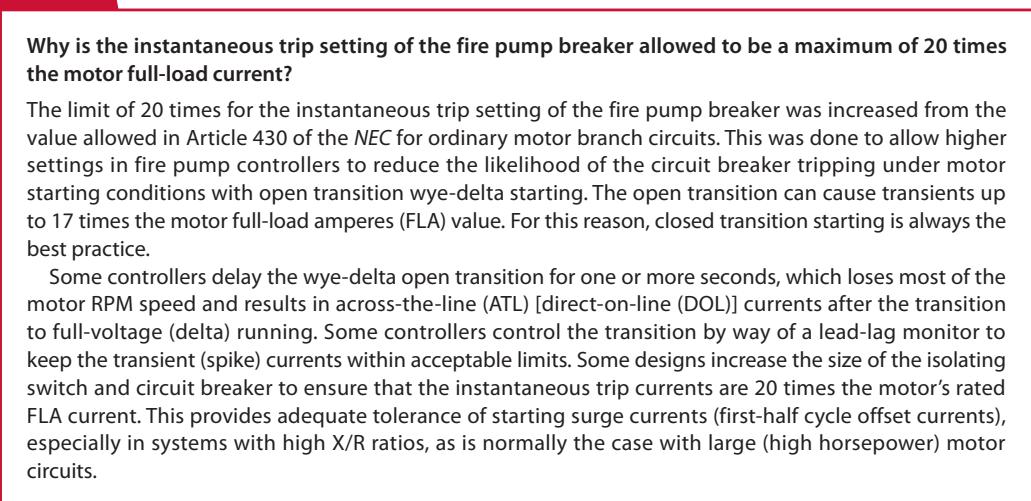 Why is the instantaneous trip setting of the fire pump breaker allowed to be a maximum of 20 times
the motor full-load current?
The limit of 20 times for the instantaneous trip setting of the fire pump breaker was increased from the
value allowed in Article 430 of the NEC for ordinary motor branch circuits. This was done to allow higher
settings in fire pump controllers to reduce the likelihood of the circuit breaker tripping under motor
starting conditions with open transition wye-delta starting. The open transition can cause transients up
to 17 times the motor full-load amperes (FLA) value. For this reason, closed transition starting is always the
best practice.
Some controllers delay the wye-delta open transition for one or more seconds, which loses most of the
motor RPM speed and results in across-the-line (ATL) [direct-on-line (DOL)] currents after the transition
to full-voltage (delta) running. Some controllers control the transition by way of a lead-lag monitor to
keep the transient (spike) currents within acceptable limits. Some designs increase the size of the isolating
switch and circuit breaker to ensure that the instantaneous trip currents are 20 times the motor's rated
FLA current. This provides adequate tolerance of starting surge currents (first-half cycle offset currents),
especially in systems with high X/R ratios, as is normally the case with large (high horsepower) motor
circuits.